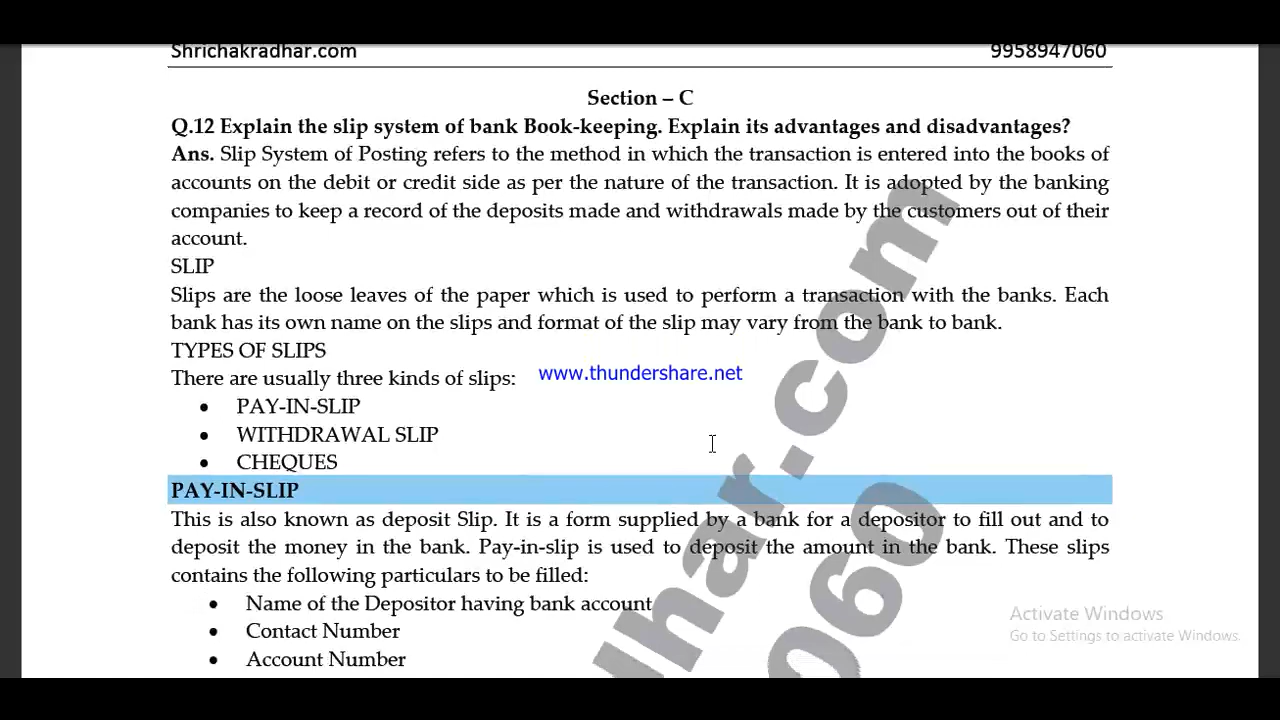 Shrichakradhar.com 9958947060
Section – C
Q.12 Explain the slip system of bank Book-keeping. Explain its advantages and disadvantages?
Ans. Slip System of Posting refers to the method in which the transaction is entered into the books of
accounts on the debit or credit side as per the nature of the transaction. It is adopted by the banking
companies to keep a record of the deposits made and withdrawals made by the customers out of their
account.
SLIP
Slips are the loose leaves of the paper which is used to perform a transaction with the banks. Each
bank has its own name on the slips and format of the slip may vary from the bank to bank.
TYPES OF SLIPS
There are usually three kinds of slips:
www.thundershare.net
• PAY-IN-SLIP
• WITHDRAWAL SLIP
• CHEQUES
PAY-IN-SLIP
This is also known as deposit Slip. It is a form supplied by a bank for a depositor to fill out and to
deposit the money in the bank. Pay-in-slip is used to deposit the amount in the bank. These slips
contains the following particulars to be filled:
• Name of the Depositor having bank account
• Contact Number
• Account Number
dhar.com
060
Activate Windows
Go to Settings to activate Windows.